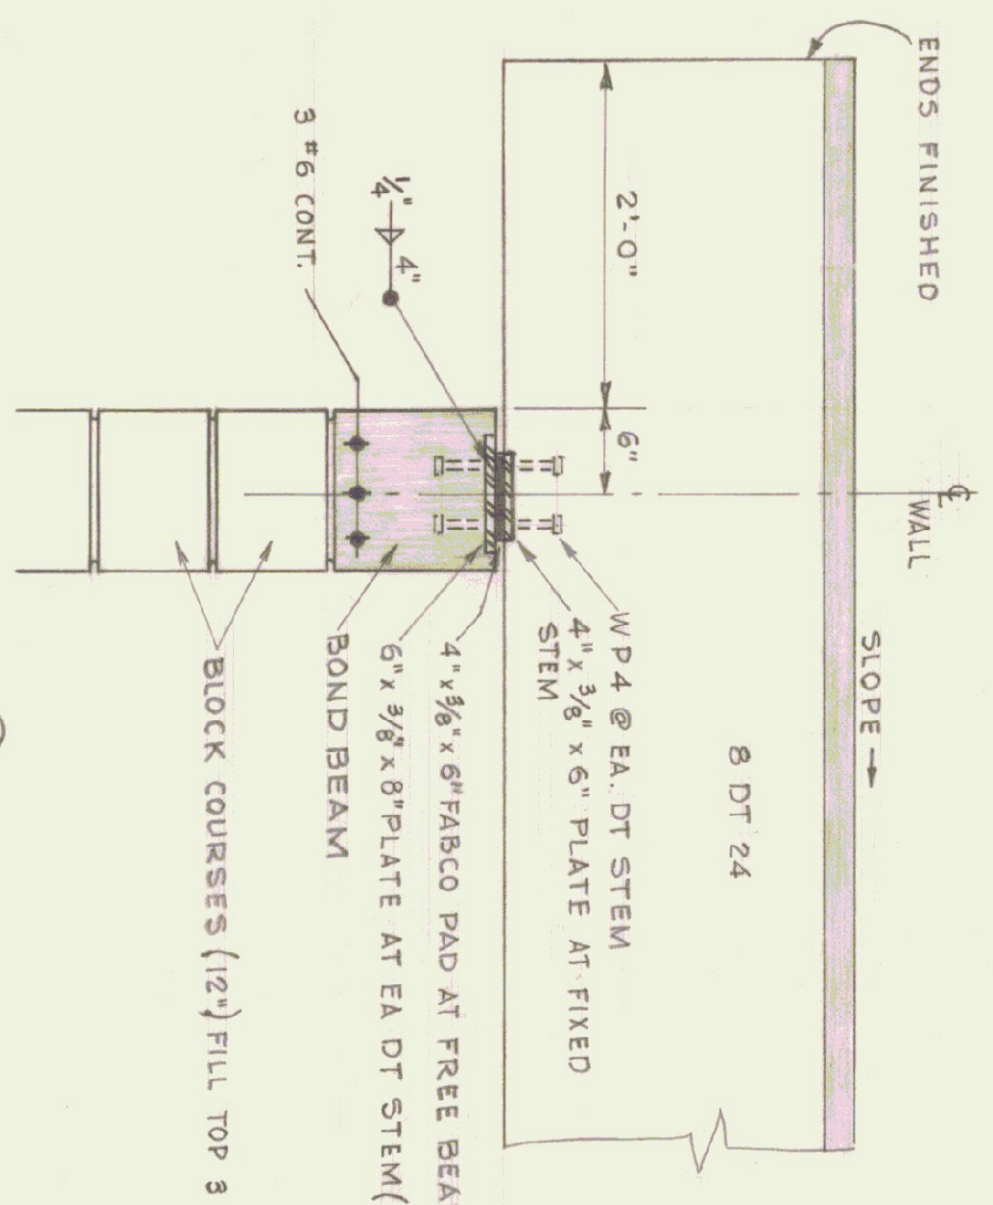 ENDS FINISHED
℄
WALL
SLOPE
8 DT 24
2'-0"
6"
WP4 @ EA. DT STEM
4" x 3/8" x 6" PLATE AT FIXED
STEM
4" x 3/8" x 6" FABCO PAD AT FREE BEA
6" x 3/8" x 8" PLATE AT EA DT STEM(
BOND BEAM
BLOCK COURSES (12") FILL TOP 3
1/4" 4"
3 #6 CONT.